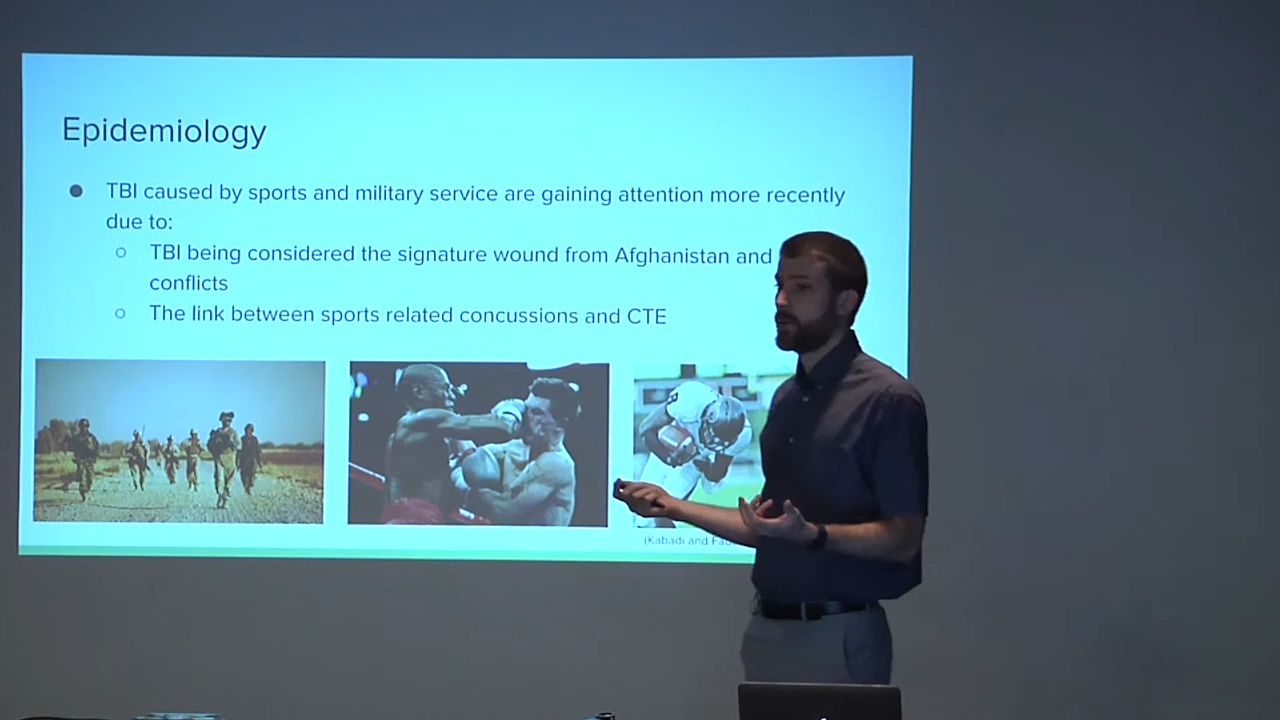 Epidemiology
TBI caused by sports and military service are gaining attention more recently
due to:
TBI being considered the signature wound from Afghanistan and
conflicts
The link between sports related concussions and CTE
(Kabadi and